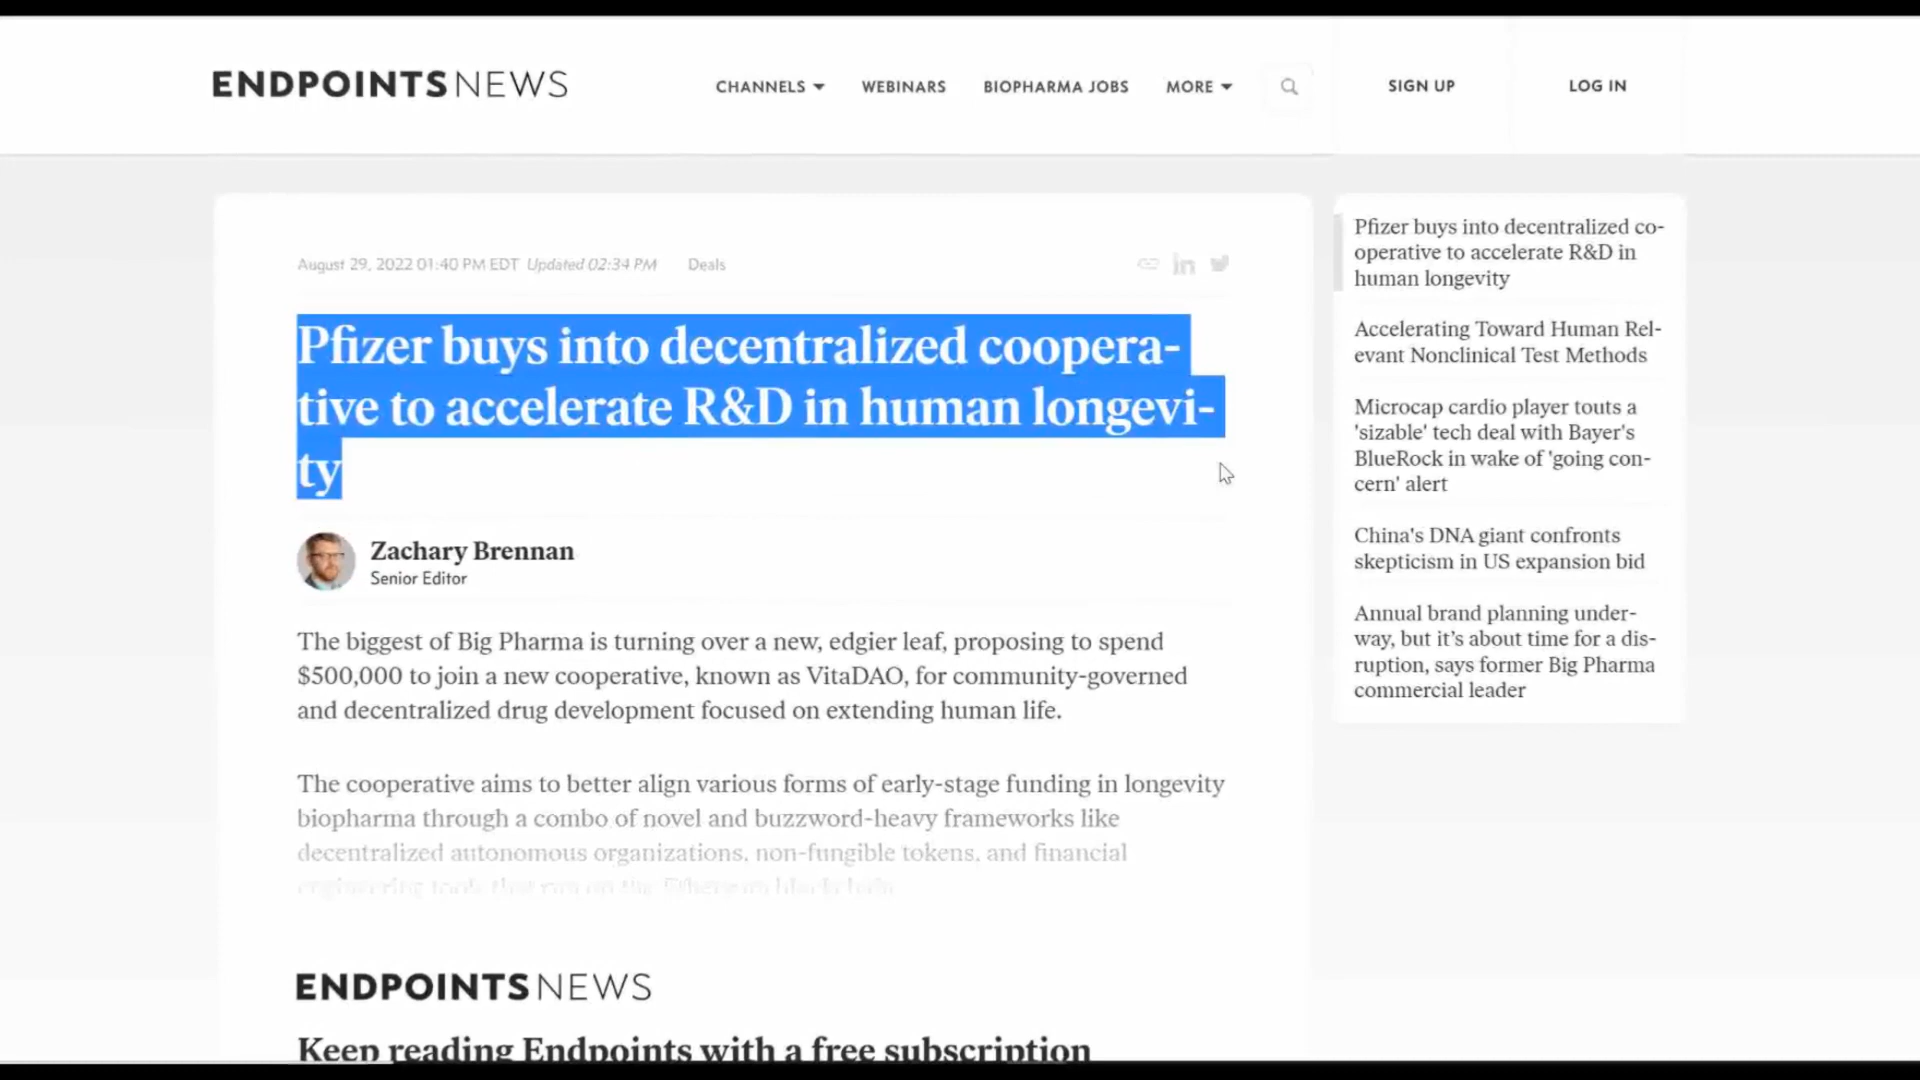 ENDPOINTS NEWS
CHANNELS
WEBINARS
BIOPHARMA JOBS
MORE
SIGN UP
LOG IN
August 29, 2022 01:40 PM EDT Updated 02:34 PM
Deals
Pfizer buys into decentralized coopera-
tive to accelerate R&D in human longevi-
ty
Zachary Brennan
Senior Editor
The biggest of Big Pharma is turning over a new, edgier leaf, proposing to spend
$500,000 to join a new cooperative, known as VitaDAO, for community-governed
and decentralized drug development focused on extending human life.
The cooperative aims to better align various forms of early-stage funding in longevity
biopharma through a combo of novel and buzzword-heavy frameworks like
decentralized autonomous organizations, non-fungible tokens, and financial
engineering tools that run on the Ethereum blockchain.
ENDPOINTS NEWS
Keep reading Endpoints with a free subscription
Pfizer buys into decentralized co-
operative to accelerate R&D in
human longevity
Accelerating Toward Human Rel-
evant Nonclinical Test Methods
Microcap cardio player touts a
'sizable' tech deal with Bayer's
BlueRock in wake of 'going con-
cern' alert
China's DNA giant confronts
skepticism in US expansion bid
Annual brand planning under-
way, but it's about time for a dis-
ruption, says former Big Pharma
commercial leader